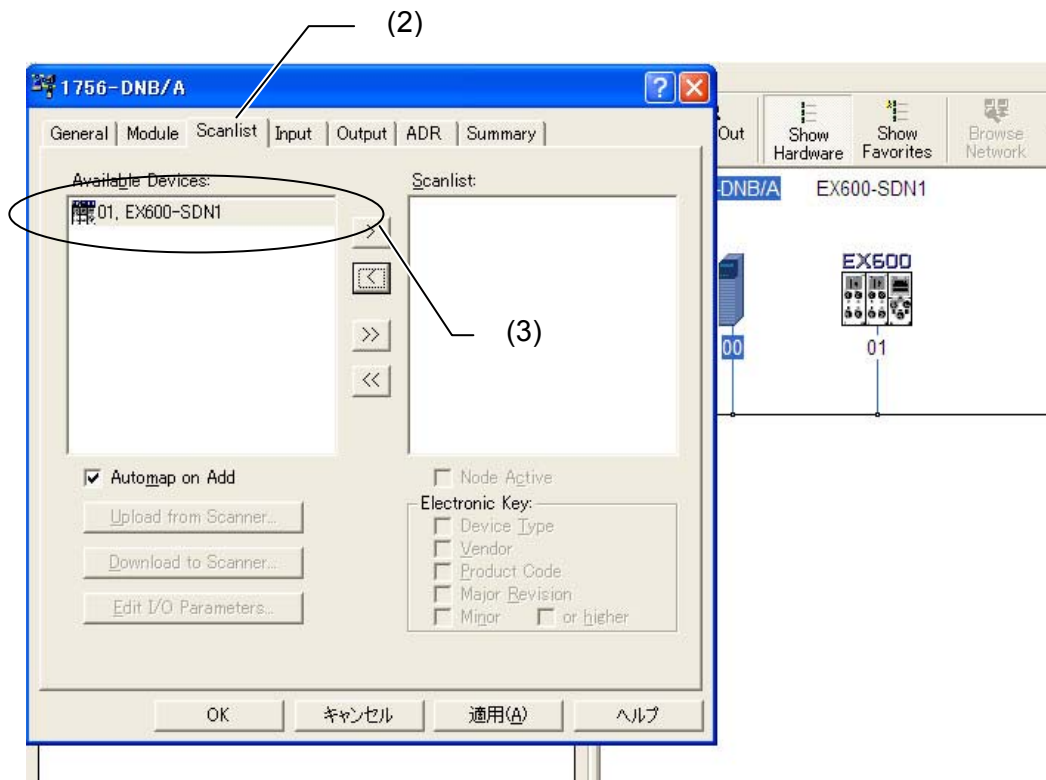 (2)
1756-DNB/A
General Module Scanlist Input Output ADR Summary
Available Devices:
01, EX600-SDN1
>
<
>>
<<
Scanlist:
(3)
Automap on Add
Upload from Scanner...
Download to Scanner...
Edit I/O Parameters...
Node Active
Electronic Key:
Device Type
Vendor
Product Code
Major Revision
Minor or higher
OK キャンセル 適用(A) ヘルプ
Out
Show Hardware
Show Favorites
Browse Network
-DNB/A
EX600-SDN1
EX600
00
01